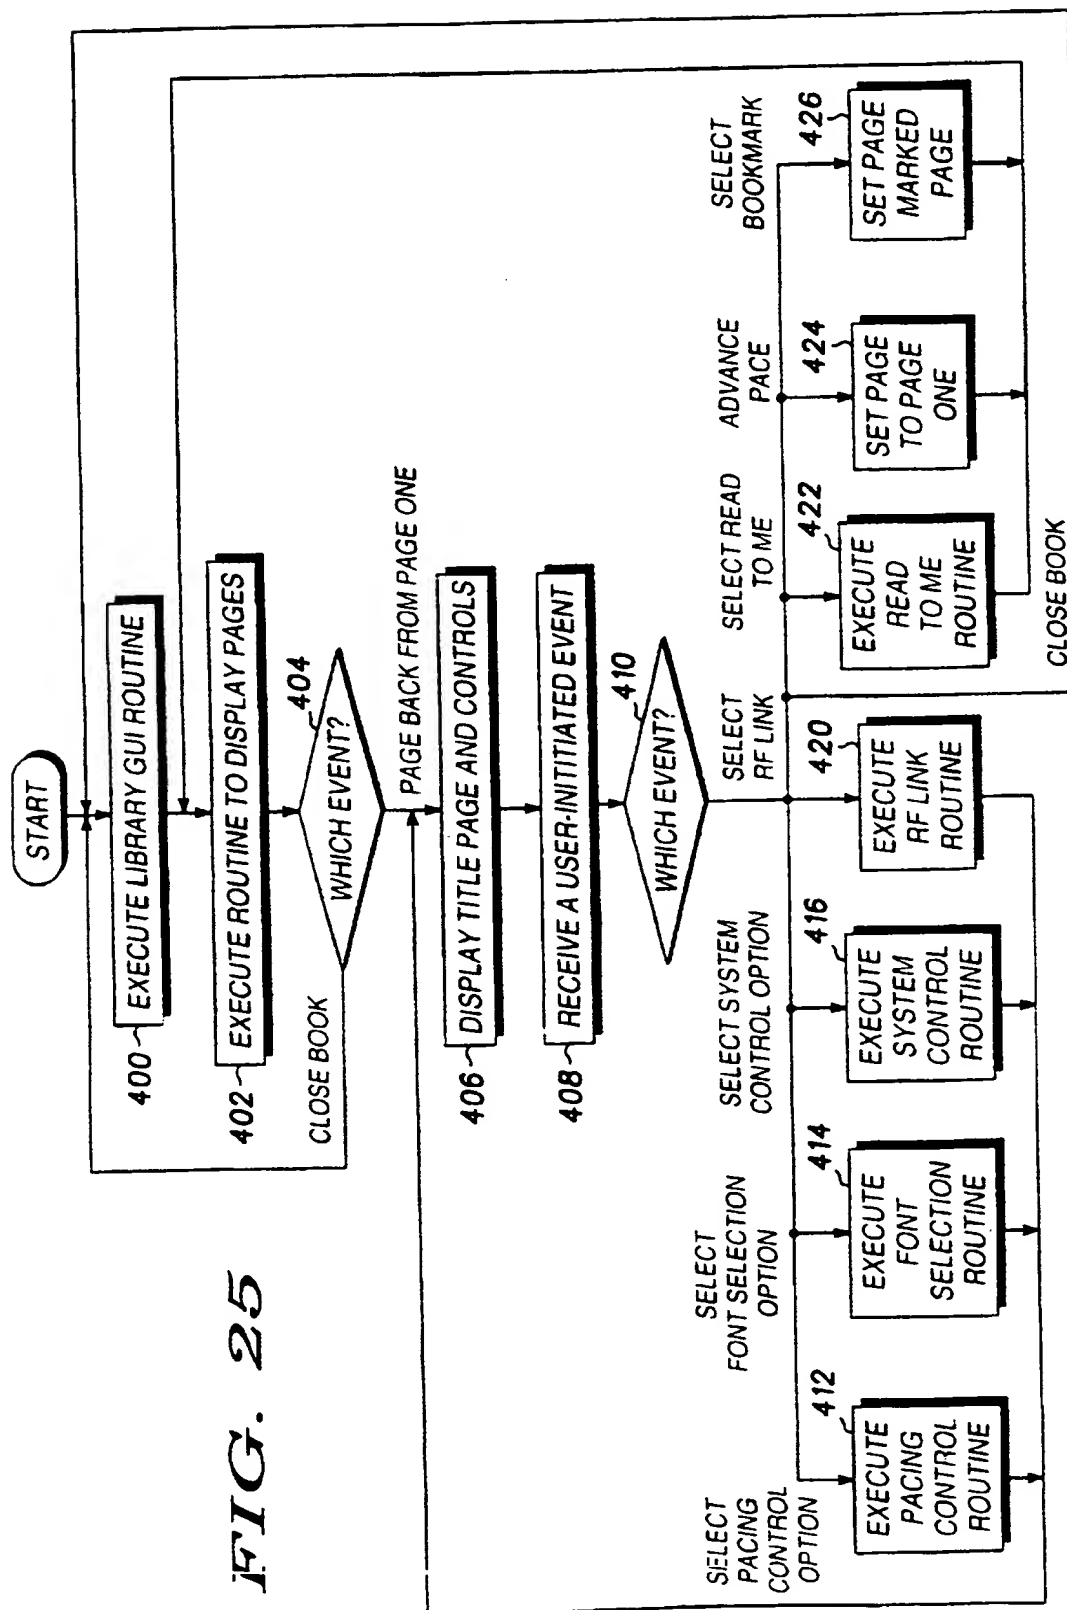 START
EXECUTE LIBRARY GUI ROUTINE
400
EXECUTE ROUTINE TO DISPLAY PAGES
402
WHICH EVENT?
404
CLOSE BOOK
PAGE BACK FROM PAGE ONE
DISPLAY TITLE PAGE AND CONTROLS
406
RECEIVE A USER-INITITIATED EVENT
408
WHICH EVENT?
410
SELECT
PACING
CONTROL
OPTION
SELECT
FONT SELECTION
OPTION
SELECT SYSTEM
CONTROL OPTION
SELECT
RF LINK
SELECT READ
TO ME
ADVANCE
PACE
SELECT
BOOKMARK
412
EXECUTE
PACING
CONTROL
ROUTINE
414
EXECUTE
FONT
SELECTION
ROUTINE
416
EXECUTE
SYSTEM
CONTROL
ROUTINE
420
EXECUTE
RF LINK
ROUTINE
422
EXECUTE
READ
TO ME
ROUTINE
424
SET PAGE
TO PAGE
ONE
426
SET PAGE
MARKED
PAGE
CLOSE BOOK
FIG. 25